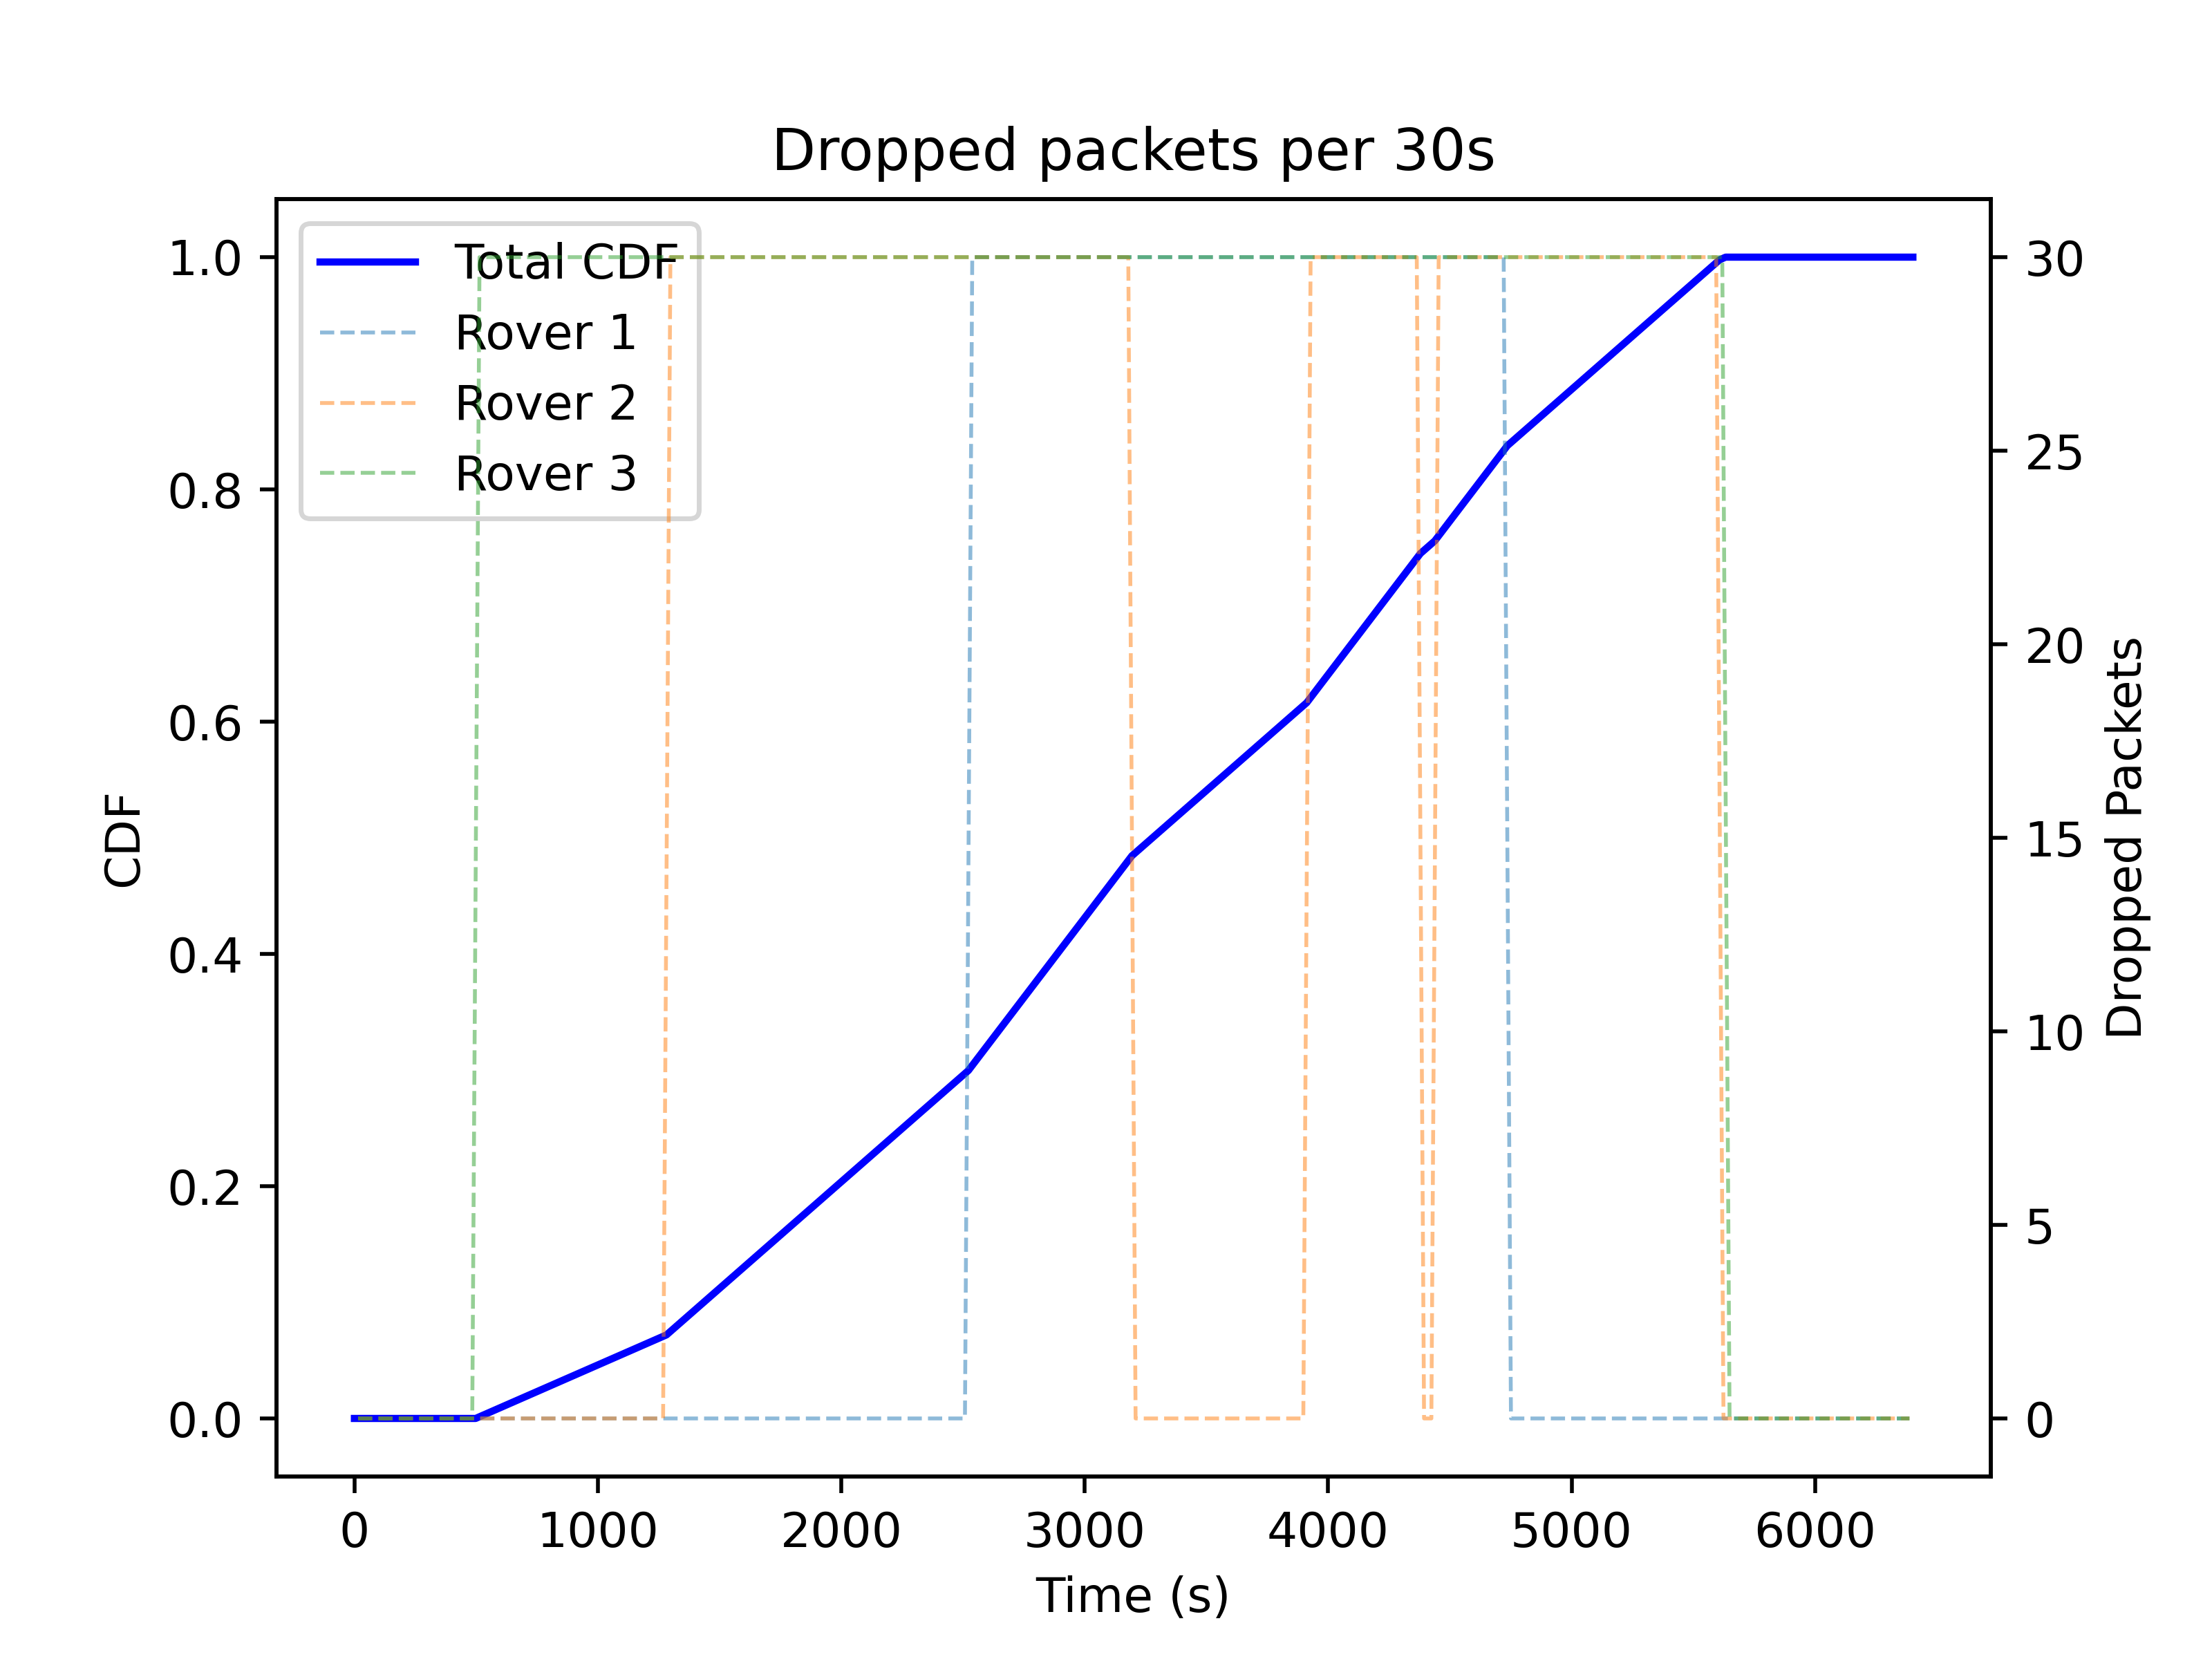 Dropped packets per 30s
Total CDF
Rover 1
Rover 2
Rover 3
1.0
0.8
0.6
0.4
0.2
0.0
CDF
30
25
20
15
10
5
0
Dropped Packets
0 1000 2000 3000 4000 5000 6000
Time (s)